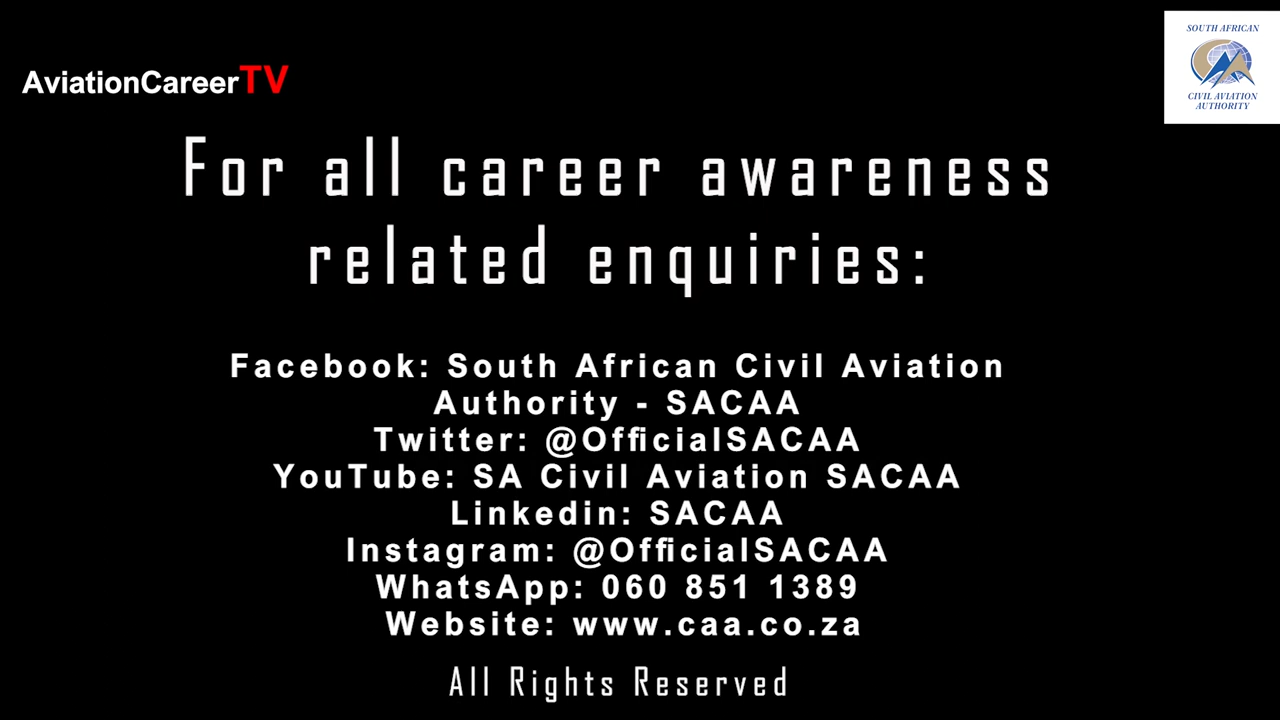 SOUTH AFRICAN
CIVIL AVIATION
AUTHORITY
AviationCareerTV
For all career awareness
related enquiries:
Facebook: South African Civil Aviation
Authority - SACAA
Twitter: @OfficialSACAA
YouTube: SA Civil Aviation SACAA
Linkedin: SACAA
Instagram: @OfficialSACAA
WhatsApp: 060 851 1389
Website: www.caa.co.za
All Rights Reserved